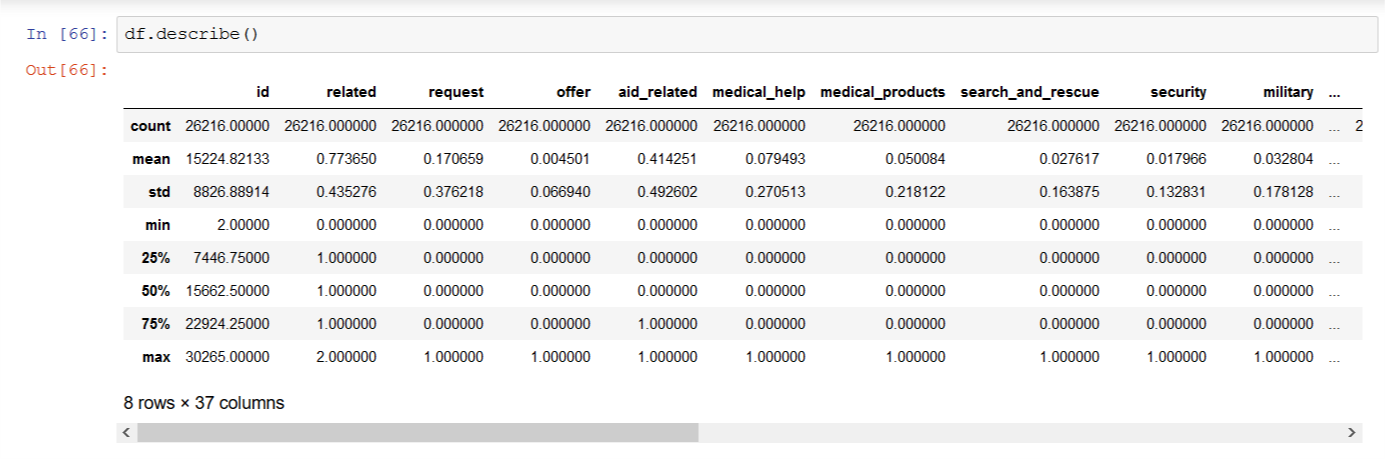 In [66]: df.describe()
Out[66]:
id related request offer aid_related medical_help medical_products search_and_rescue security military ...
count 26216.00000 26216.000000 26216.000000 26216.000000 26216.000000 26216.000000 26216.000000 26216.000000 26216.000000 26216.000000 ... 2
mean 15224.82133 0.773650 0.170659 0.004501 0.414251 0.079493 0.050084 0.027617 0.017966 0.032804 ...
std 8826.88914 0.435276 0.376218 0.066940 0.492602 0.270513 0.218122 0.163875 0.132831 0.178128 ...
min 2.00000 0.000000 0.000000 0.000000 0.000000 0.000000 0.000000 0.000000 0.000000 0.000000 ...
25% 7446.75000 1.000000 0.000000 0.000000 0.000000 0.000000 0.000000 0.000000 0.000000 0.000000 ...
50% 15662.50000 1.000000 0.000000 0.000000 0.000000 0.000000 0.000000 0.000000 0.000000 0.000000 ...
75% 22924.25000 1.000000 0.000000 0.000000 1.000000 0.000000 0.000000 0.000000 0.000000 0.000000 ...
max 30265.00000 2.000000 1.000000 1.000000 1.000000 1.000000 1.000000 1.000000 1.000000 1.000000 ...
8 rows × 37 columns